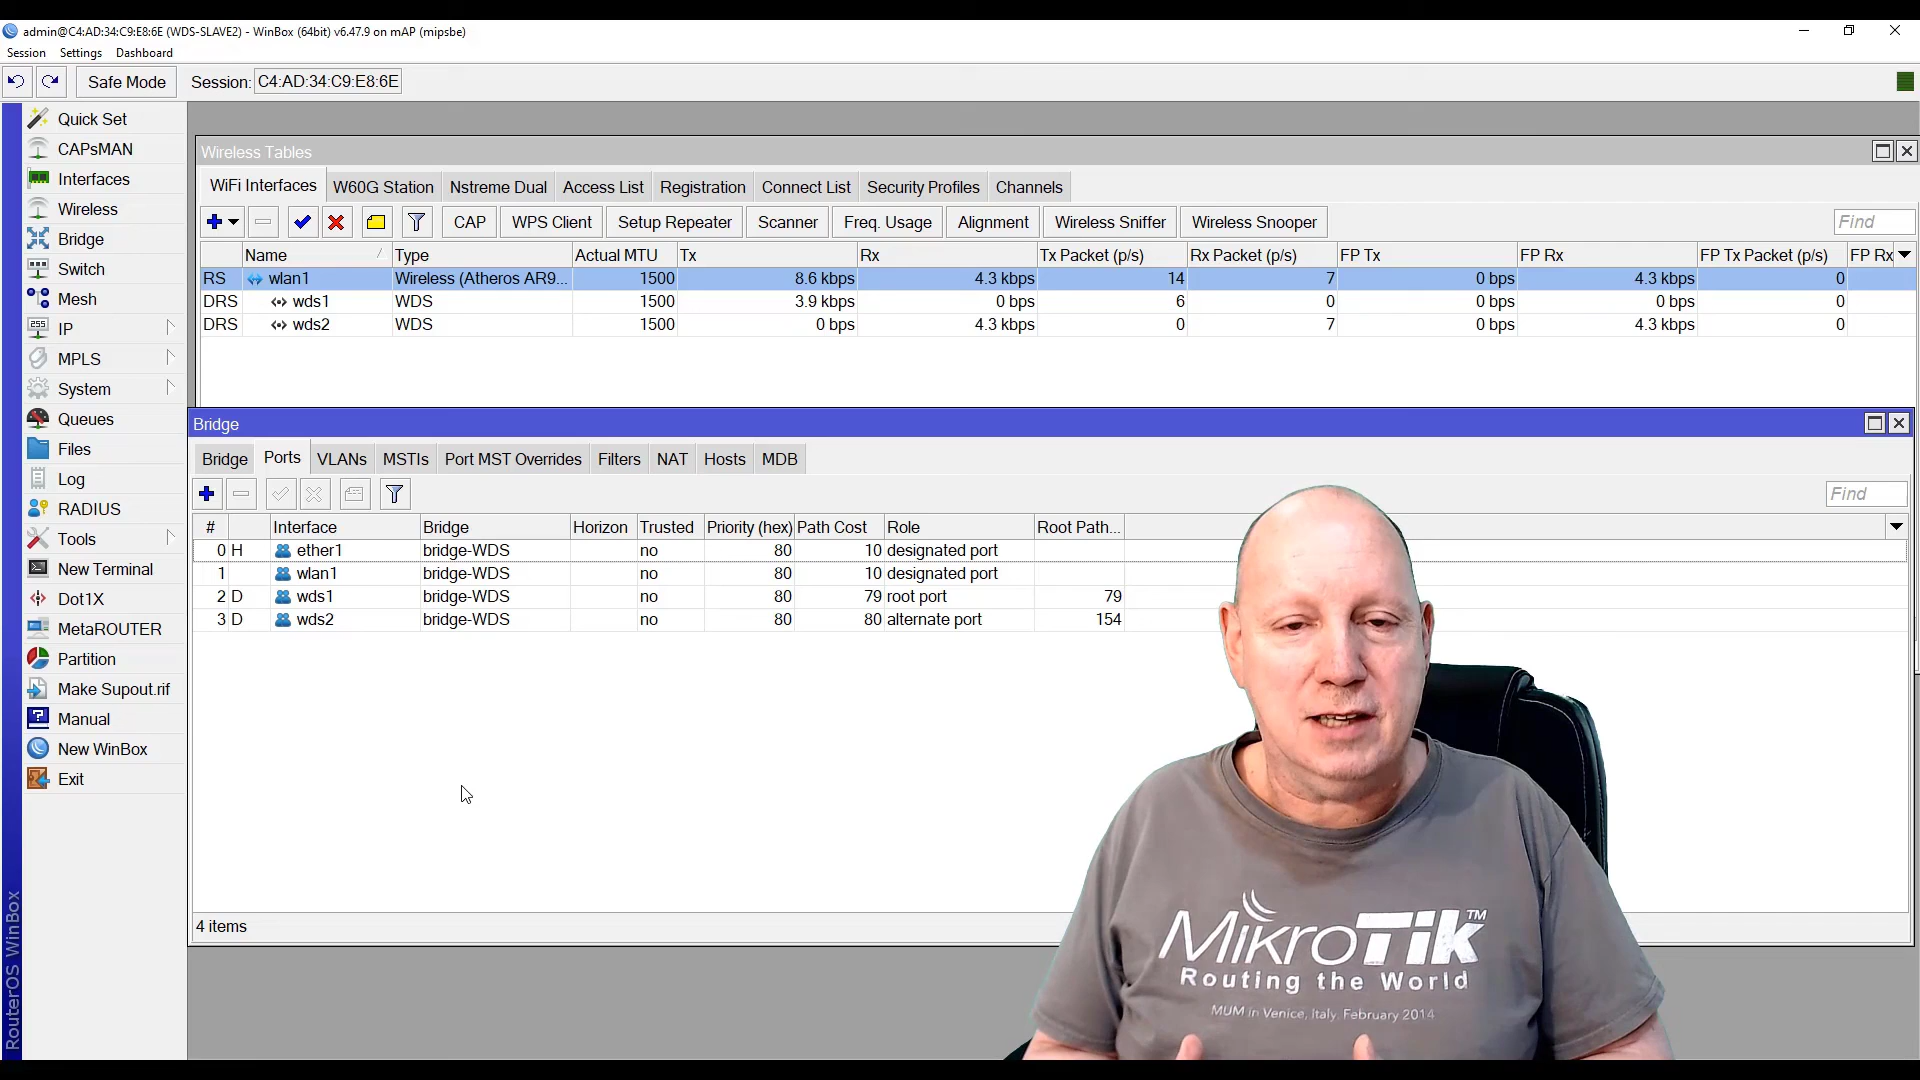 admin@C4:AD:34:C9:E8:6E (WDS-SLAVE2) - WinBox (64bit) v6.47.9 on mAP (mipsbe)
Session Settings Dashboard
Safe Mode Session: C4:AD:34:C9:E8:6E
Quick Set
CAPsMAN
Interfaces
Wireless
Bridge
Switch
Mesh
IP
MPLS
System
Queues
Files
Log
RADIUS
Tools
New Terminal
Dot1X
MetaROUTER
Partition
Make Supout.rif
Manual
New WinBox
Exit
RouterOS WinBox
Wireless Tables
WiFi Interfaces W60G Station Nstreme Dual Access List Registration Connect List Security Profiles Channels
CAP WPS Client Setup Repeater Scanner Freq. Usage Alignment Wireless Sniffer Wireless Snooper Find
Name Type Actual MTU Tx Rx Tx Packet (p/s) Rx Packet (p/s) FP Tx FP Rx FP Tx Packet (p/s) FP Rx
RS wlan1 Wireless (Atheros AR9... 1500 8.6 kbps 4.3 kbps 14 7 0 bps 4.3 kbps 0
DRS wds1 WDS 1500 3.9 kbps 0 bps 6 0 0 bps 0 bps 0
DRS wds2 WDS 1500 0 bps 4.3 kbps 0 7 0 bps 4.3 kbps 0
Bridge
Bridge Ports VLANs MSTIs Port MST Overrides Filters NAT Hosts MDB
Find
# Interface Bridge Horizon Trusted Priority (hex) Path Cost Role Root Path...
0 H ether1 bridge-WDS no 80 10 designated port
1 wlan1 bridge-WDS no 80 10 designated port
2 D wds1 bridge-WDS no 80 79 root port 79
3 D wds2 bridge-WDS no 80 80 alternate port 154
4 items
MikroTik™
Routing the World
MUM in Venice, Italy, February 2014